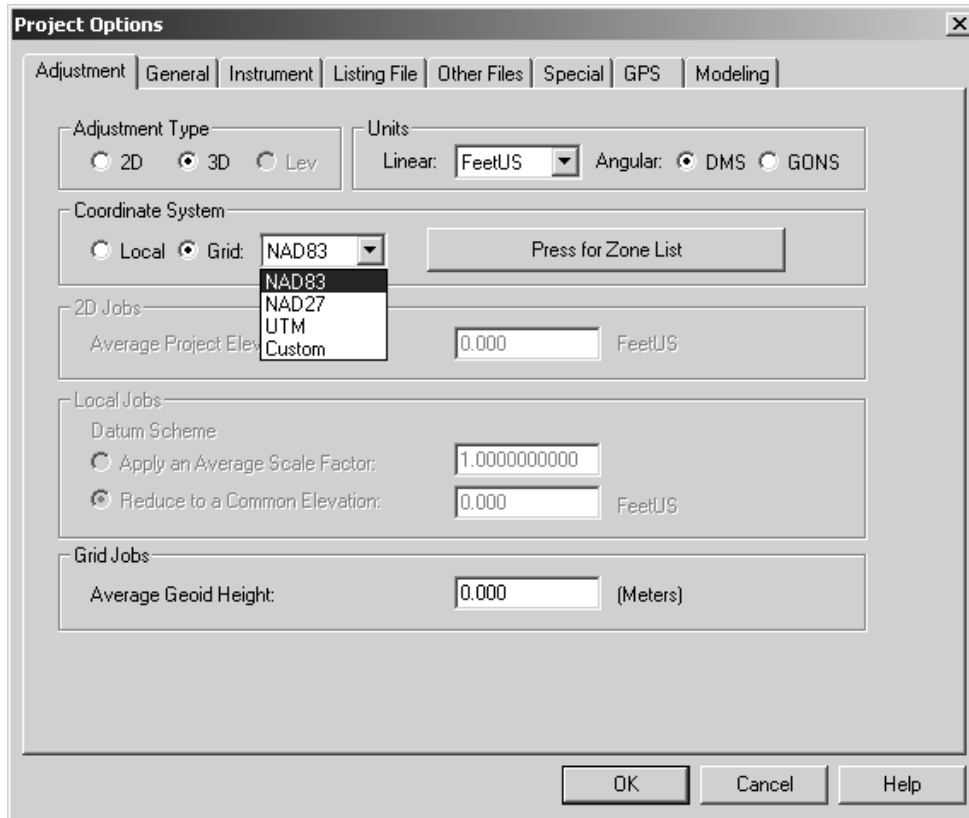 Project Options
Adjustment General Instrument Listing File Other Files Special GPS Modeling
Adjustment Type
2D 3D Lev
Units
Linear: FeetUS Angular: DMS GONS
Coordinate System
Local Grid: NAD83 Press for Zone List
NAD83
NAD27
UTM
Custom
2D Jobs
Average Project Elev 0.000 FeetUS
Local Jobs
Datum Scheme
Apply an Average Scale Factor: 1.0000000000
Reduce to a Common Elevation: 0.000 FeetUS
Grid Jobs
Average Geoid Height: 0.000 (Meters)
OK Cancel Help